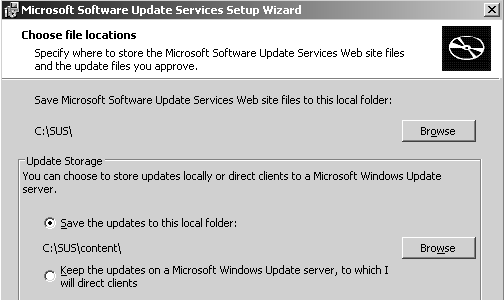 Microsoft Software Update Services Setup Wizard
Choose file locations
Specify where to store the Microsoft Software Update Services Web site files
and the update files you approve.
Save Microsoft Software Update Services Web site files to this local folder:
C:\SUS\
Browse
Update Storage
You can choose to store updates locally or direct clients to a Microsoft Windows Update
server.
Save the updates to this local folder:
C:\SUS\content\
Browse
Keep the updates on a Microsoft Windows Update server, to which I
will direct clients